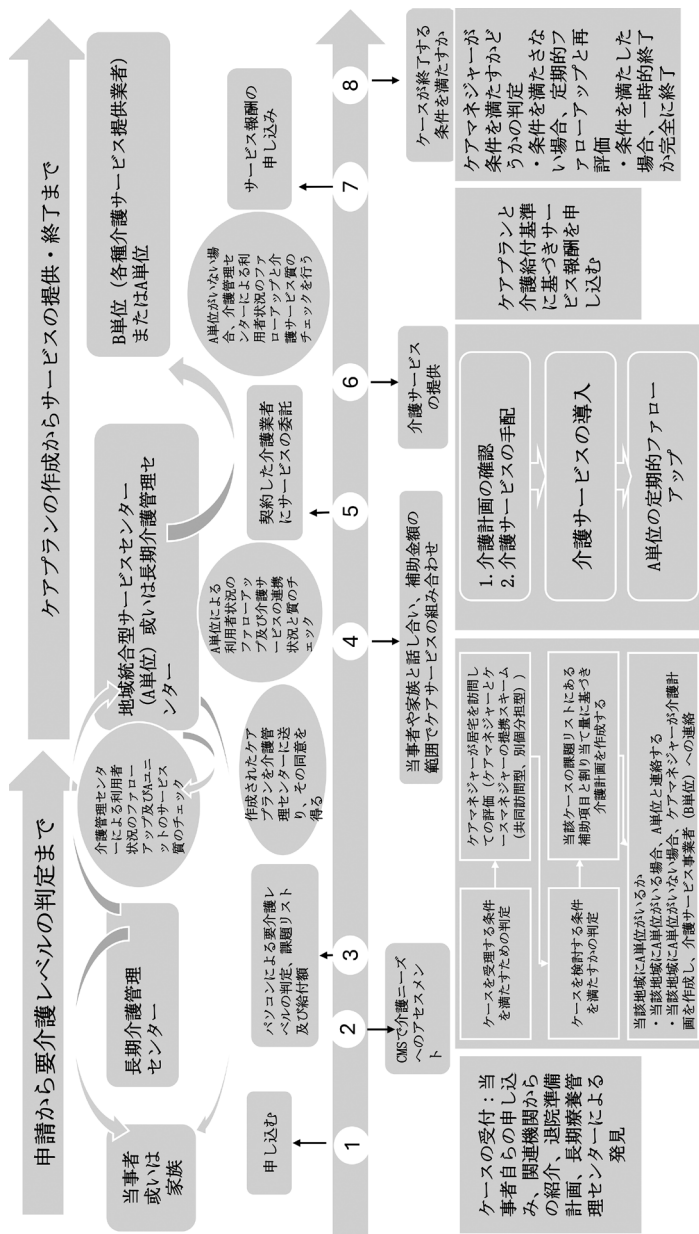 申請から要介護レベルの判定まで
ケアプランの作成からサービスの提供・終了まで
当事者
或いは
家族
長期介護管理
センター
介護管理センタ
ーによる利用者
状況のファロー
アップ及びAユニ
ットのサービス
質のチェック
地域統合型サービスセンター
（A単位）或いは長期介護管理セ
ンター
B単位（各種介護サービス提供業者）
またはA単位
申し込む
パソコンによる要介護レ
ベルの判定、課題リスト
及び給付額
作成されたケア
プランを介護管
理センターに送
り、その同意を
得る
A単位による
利用者状況の
ファローアッ
プ及び介護サ
ービスの連携
状況と質のチ
ェック
契約した介護業者
にサービスの委託
A単位がいない場
合、介護管理セ
ンターによる利
用者状況のファ
ローアップと介
護サービス質の
チェックを行う
サービス報酬の
申し込み
1
2
3
4
5
6
7
8
CMSで介護ニーズ
へのアセスメン
ト
当事者や家族と話し合い、補助金額の
範囲でケアサービスの組み合わせ
介護サービス
の提供
ケースが終了する
条件を満たすか
ケースの受付：当
事者自らの申し込
み、関連機関から
の紹介、退院準備
計画、長期療養管
理センターによる
発見
ケースを受理する条件
を満たすための判定
ケアマネジャーが居宅を訪問し
ての評価（ケアマネジャーとケ
ースマネジャーの提携スキーム
（共同訪問型、別個分担型））
ケースを検討する条件
を満たすかの判定
当該ケースの課題リストにある
補助項目と割り当て量に基づき
介護計画を作成する
当該地域にA単位がいるか
・当該地域にA単位がいる場合、A単位と連絡する
・当該地域にA単位がいない場合、ケアマネジャーが介護計
画を作成し、介護サービス事業者（B単位）への連絡
1. 介護計画の確認
2. 介護サービスの手配
介護サービスの導入
A単位の定期的ファロー
アップ
ケアプランと
介護給付基準
に基づきサー
ビス報酬を申
し込む
ケアマネジャーが
条件を満たすかど
うかの判定
・条件を満たさな
い場合、定期的フ
ァローアップと再
評価
・条件を満たした
場合、一時的終了
か完全に終了